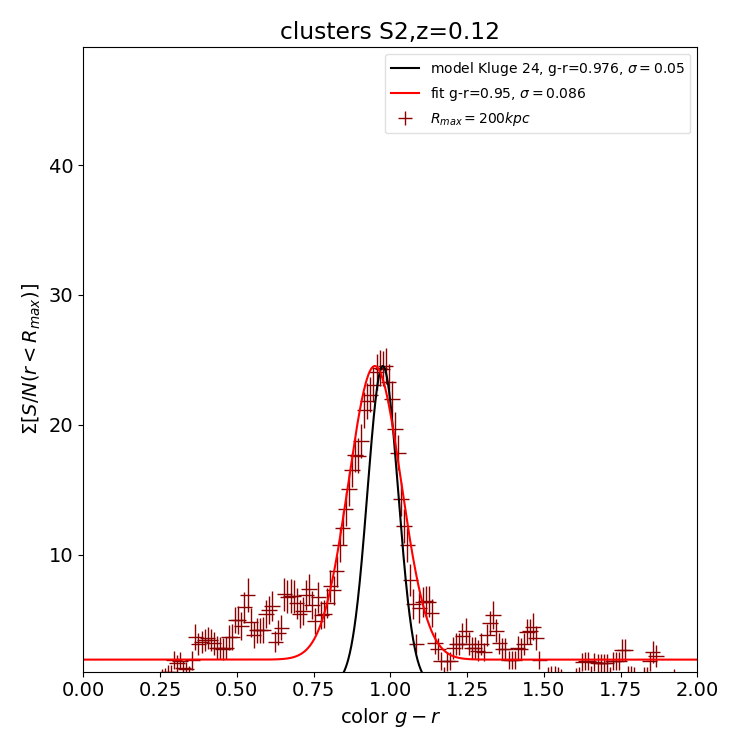 clusters S2,z=0.12
model Kluge 24, g-r=0.976, σ = 0.05
fit g-r=0.95, σ = 0.086
R_max = 200kpc
Σ[S/N(r < R_max)]
40
30
20
10
0.00 0.25 0.50 0.75 1.00 1.25 1.50 1.75 2.00
color g − r